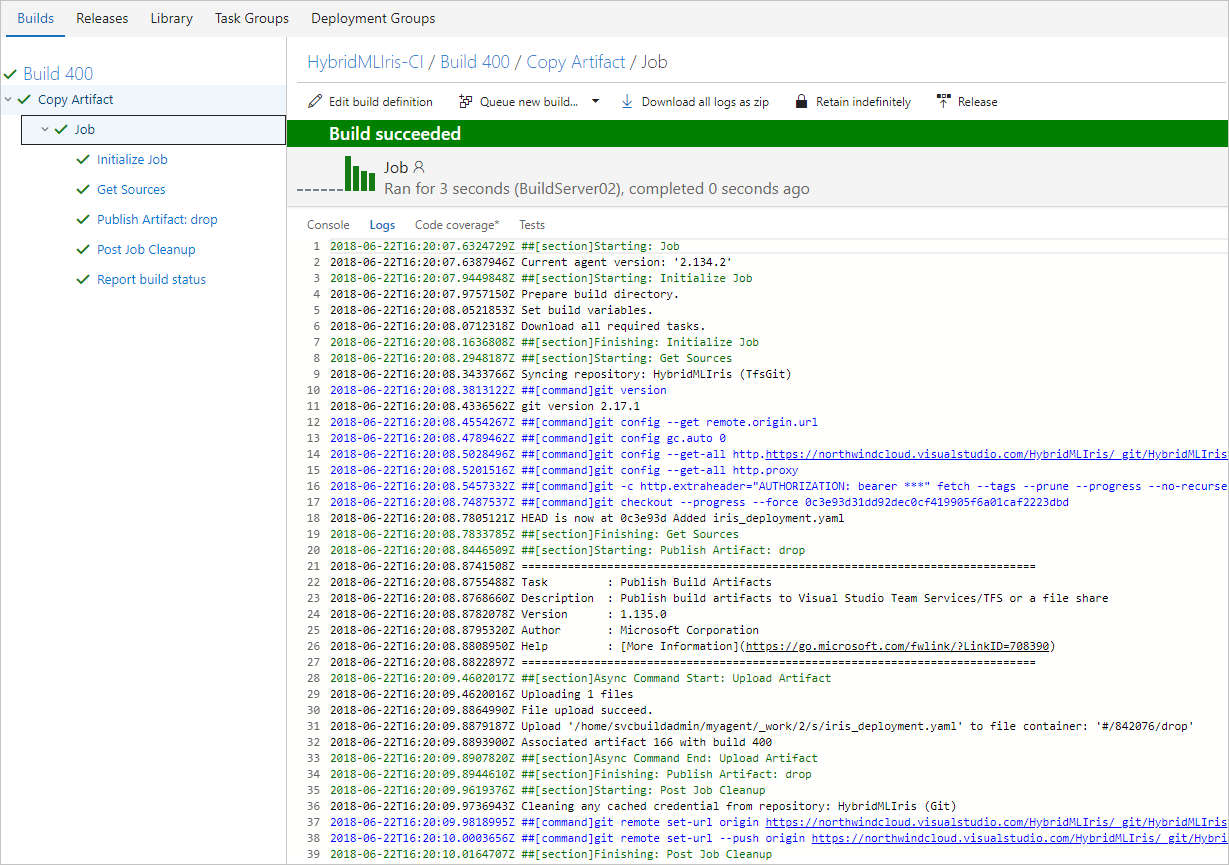 Builds Releases Library Task Groups Deployment Groups
Build 400
Copy Artifact
Job
Initialize Job
Get Sources
Publish Artifact: drop
Post Job Cleanup
Report build status
HybridMLIris-CI / Build 400 / Copy Artifact / Job
Edit build definition Queue new build... Download all logs as zip Retain indefinitely Release
Build succeeded
Job
Ran for 3 seconds (BuildServer02), completed 0 seconds ago
Console Logs Code coverage* Tests
1 2018-06-22T16:20:07.6324729Z ##[section]Starting: Job
2 2018-06-22T16:20:07.6387946Z Current agent version: '2.134.2'
3 2018-06-22T16:20:07.9449848Z ##[section]Starting: Initialize Job
4 2018-06-22T16:20:07.9757150Z Prepare build directory.
5 2018-06-22T16:20:08.0521853Z Set build variables.
6 2018-06-22T16:20:08.0712318Z Download all required tasks.
7 2018-06-22T16:20:08.1636808Z ##[section]Finishing: Initialize Job
8 2018-06-22T16:20:08.2948187Z ##[section]Starting: Get Sources
9 2018-06-22T16:20:08.3433766Z Syncing repository: HybridMLIris (TfsGit)
10 2018-06-22T16:20:08.3813122Z ##[command]git version
11 2018-06-22T16:20:08.4336562Z git version 2.17.1
12 2018-06-22T16:20:08.4554267Z ##[command]git config --get remote.origin.url
13 2018-06-22T16:20:08.4789462Z ##[command]git config gc.auto 0
14 2018-06-22T16:20:08.5028496Z ##[command]git config --get-all http.https://northwindcloud.visualstudio.com/HybridMLIris/_git/HybridMLIris
15 2018-06-22T16:20:08.5201516Z ##[command]git config --get-all http.proxy
16 2018-06-22T16:20:08.5457332Z ##[command]git -c http.extraheader="AUTHORIZATION: bearer ***" fetch --tags --prune --progress --no-recurse
17 2018-06-22T16:20:08.7487537Z ##[command]git checkout --progress --force 0c3e93d31dd92dec0cf419905f6a01caf2223dbd
18 2018-06-22T16:20:08.7805121Z HEAD is now at 0c3e93d Added iris_deployment.yaml
19 2018-06-22T16:20:08.7833785Z ##[section]Finishing: Get Sources
20 2018-06-22T16:20:08.8446509Z ##[section]Starting: Publish Artifact: drop
21 2018-06-22T16:20:08.8741508Z ==============================================================================
22 2018-06-22T16:20:08.8755488Z Task         : Publish Build Artifacts
23 2018-06-22T16:20:08.8768660Z Description  : Publish build artifacts to Visual Studio Team Services/TFS or a file share
24 2018-06-22T16:20:08.8782078Z Version      : 1.135.0
25 2018-06-22T16:20:08.8795320Z Author       : Microsoft Corporation
26 2018-06-22T16:20:08.8808950Z Help         : [More Information](https://go.microsoft.com/fwlink/?LinkID=708390)
27 2018-06-22T16:20:08.8822897Z ==============================================================================
28 2018-06-22T16:20:09.4602017Z ##[section]Async Command Start: Upload Artifact
29 2018-06-22T16:20:09.4620016Z Uploading 1 files
30 2018-06-22T16:20:09.8864990Z File upload succeed.
31 2018-06-22T16:20:09.8879187Z Upload '/home/svcbuildadmin/myagent/_work/2/s/iris_deployment.yaml' to file container: '#/842076/drop'
32 2018-06-22T16:20:09.8893900Z Associated artifact 166 with build 400
33 2018-06-22T16:20:09.8907820Z ##[section]Async Command End: Upload Artifact
34 2018-06-22T16:20:09.8944610Z ##[section]Finishing: Publish Artifact: drop
35 2018-06-22T16:20:09.9619376Z ##[section]Starting: Post Job Cleanup
36 2018-06-22T16:20:09.9736943Z Cleaning any cached credential from repository: HybridMLIris (Git)
37 2018-06-22T16:20:09.9818995Z ##[command]git remote set-url origin https://northwindcloud.visualstudio.com/HybridMLIris/_git/HybridMLIris
38 2018-06-22T16:20:10.0003656Z ##[command]git remote set-url --push origin https://northwindcloud.visualstudio.com/HybridMLIris/_git/Hybri
39 2018-06-22T16:20:10.0164707Z ##[section]Finishing: Post Job Cleanup